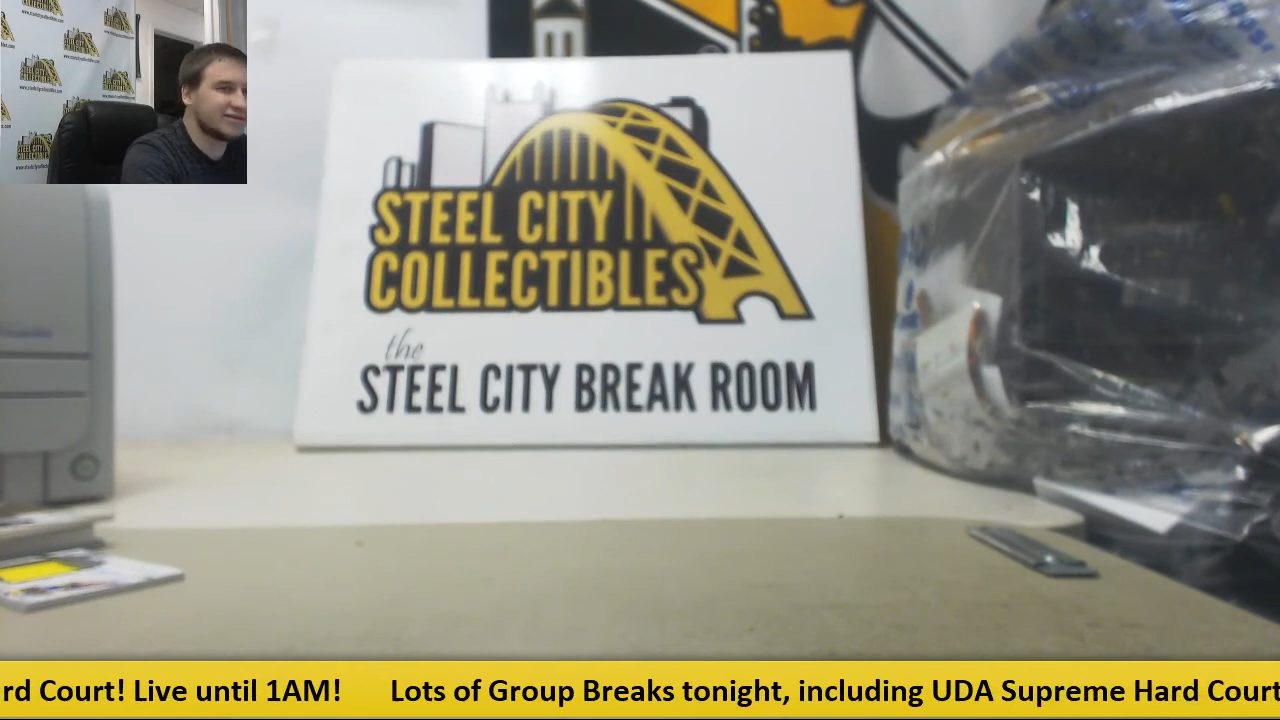 STEEL CITY
COLLECTIBLES
the
STEEL CITY BREAK ROOM
rd Court! Live until 1AM! Lots of Group Breaks tonight, including UDA Supreme Hard Court